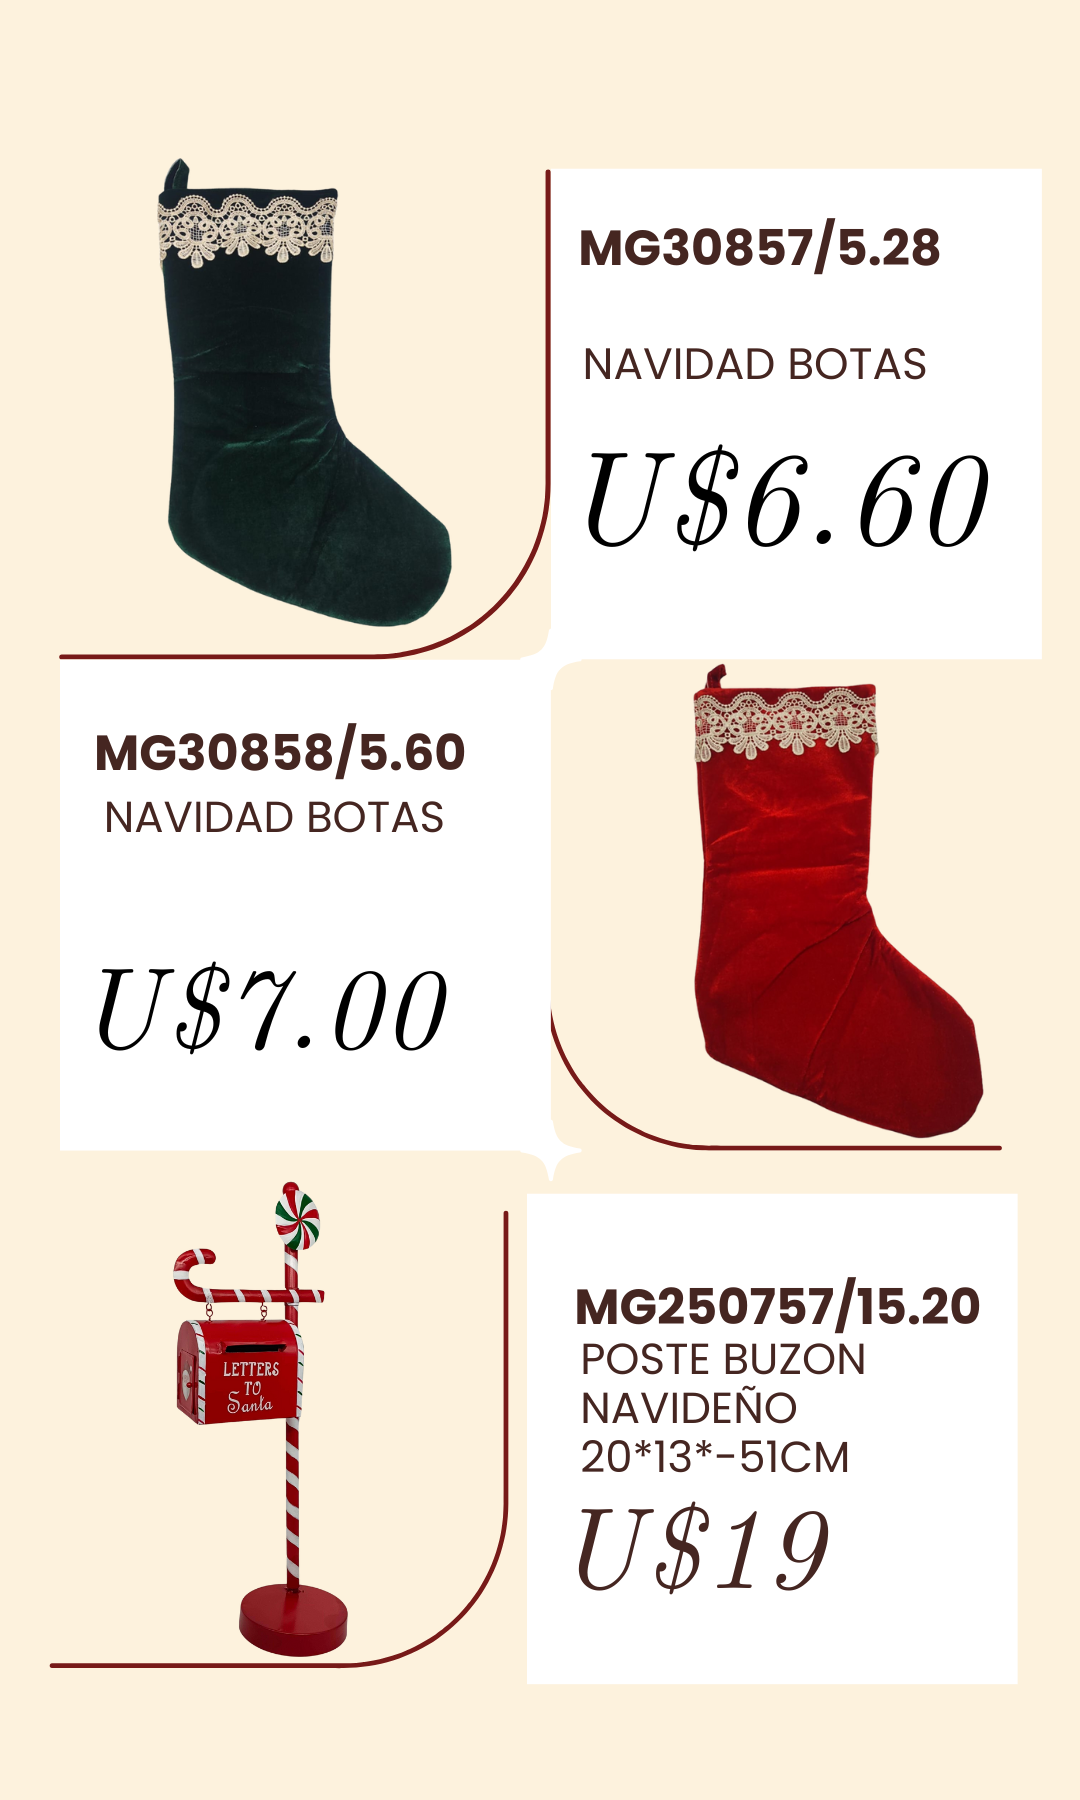 MG30857/5.28
NAVIDAD BOTAS
U$6.60
MG30858/5.60
NAVIDAD BOTAS
U$7.00
LETTERS
TO
Santa
MG250757/15.20
POSTE BUZON
NAVIDEÑO
20*13*-51CM
U$19